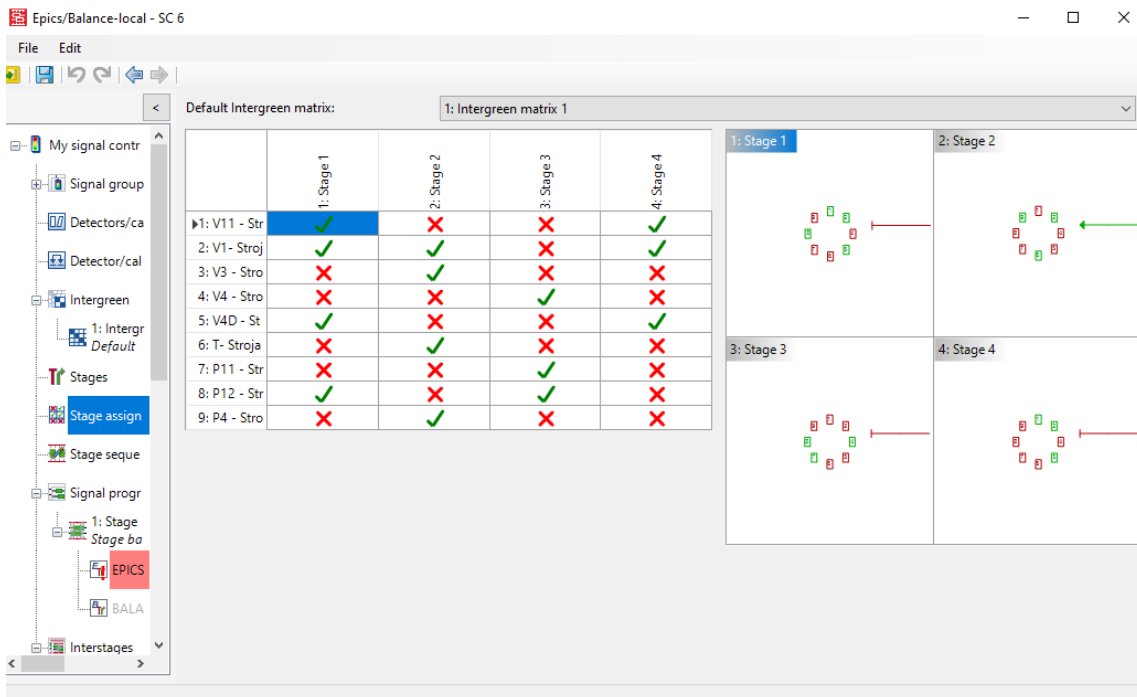 Epics/Balance-local - SC 6
File Edit
Default Intergreen matrix: 1: Intergreen matrix 1
My signal contr
Signal group
Detectors/ca
Detector/cal
Intergreen
1: Intergr
Default
Stages
Stage assign
Stage seque
Signal progr
1: Stage
Stage ba
EPICS
BALA
Interstages
1: Stage 1
2: Stage 2
3: Stage 3
4: Stage 4
1: V11 - Str
2: V1- Stroj
3: V3 - Stro
4: V4 - Stro
5: V4D - St
6: T- Stroja
7: P11 - Str
8: P12 - Str
9: P4 - Stro
1: Stage 1
2: Stage 2
3: Stage 3
4: Stage 4